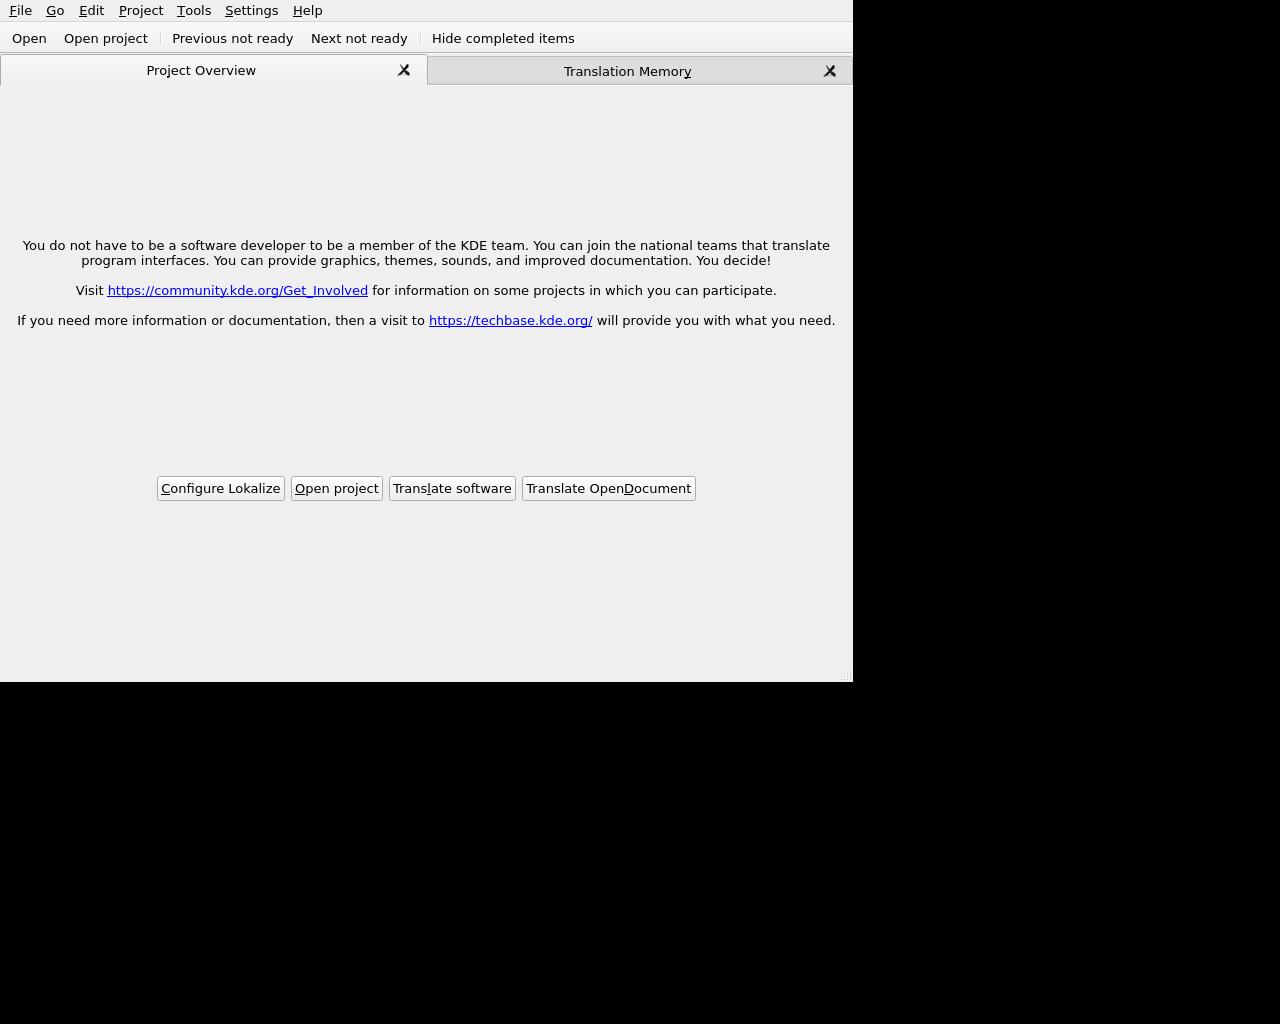 File Go Edit Project Tools Settings Help
Open Open project Previous not ready Next not ready Hide completed items
Project Overview Translation Memory
You do not have to be a software developer to be a member of the KDE team. You can join the national teams that translate
program interfaces. You can provide graphics, themes, sounds, and improved documentation. You decide!
Visit https://community.kde.org/Get_Involved for information on some projects in which you can participate.
If you need more information or documentation, then a visit to https://techbase.kde.org/ will provide you with what you need.
Configure Lokalize Open project Translate software Translate OpenDocument